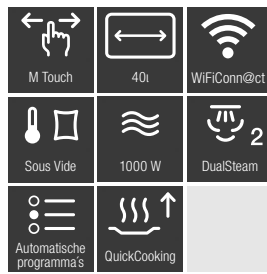 M Touch
40ι
WiFiConn@ct
Sous Vide
1000 W
2
DualSteam
Automatische
programma´s
QuickCooking